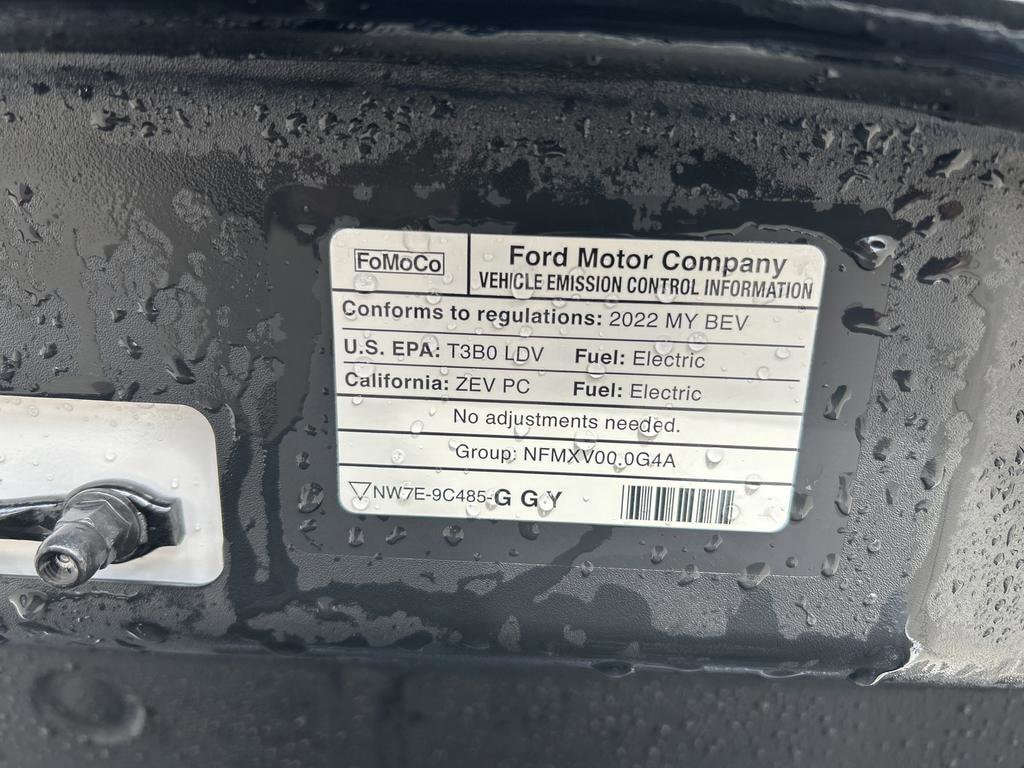 FoMoCo
Ford Motor Company
VEHICLE EMISSION CONTROL INFORMATION
Conforms to regulations: 2022 MY BEV
U.S. EPA: T3B0 LDV Fuel: Electric
California: ZEV PC Fuel: Electric
No adjustments needed.
Group: NFMXV00.0G4A
NW7E-9C485-G G Y